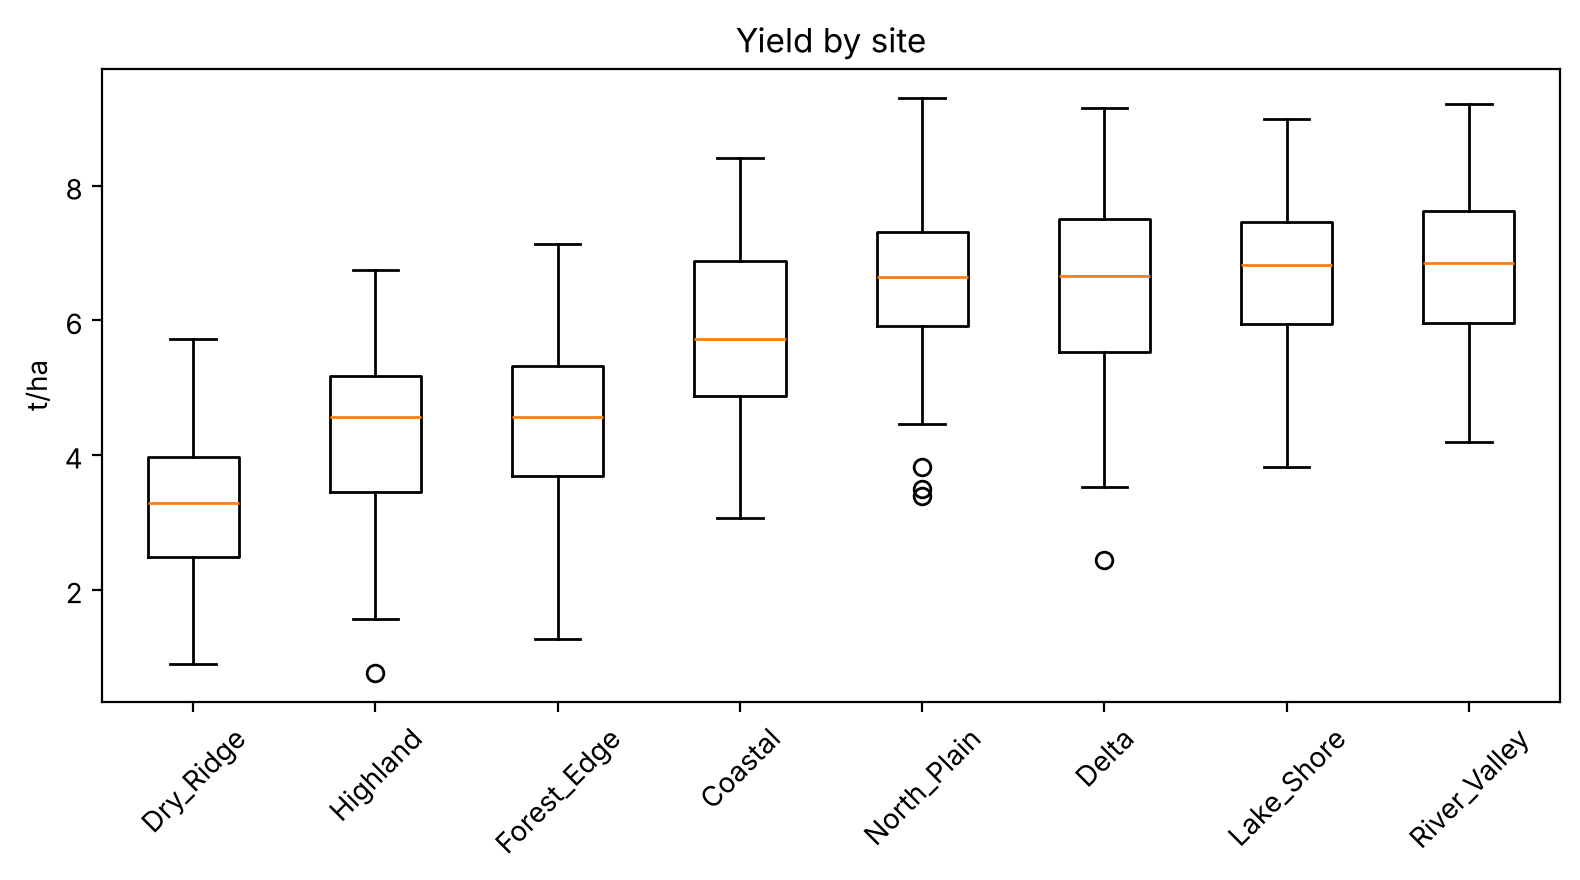 Yield by site
t/ha
8
6
4
2
Dry_Ridge
Highland
Forest_Edge
Coastal
North_Plain
Delta
Lake_Shore
River_Valley